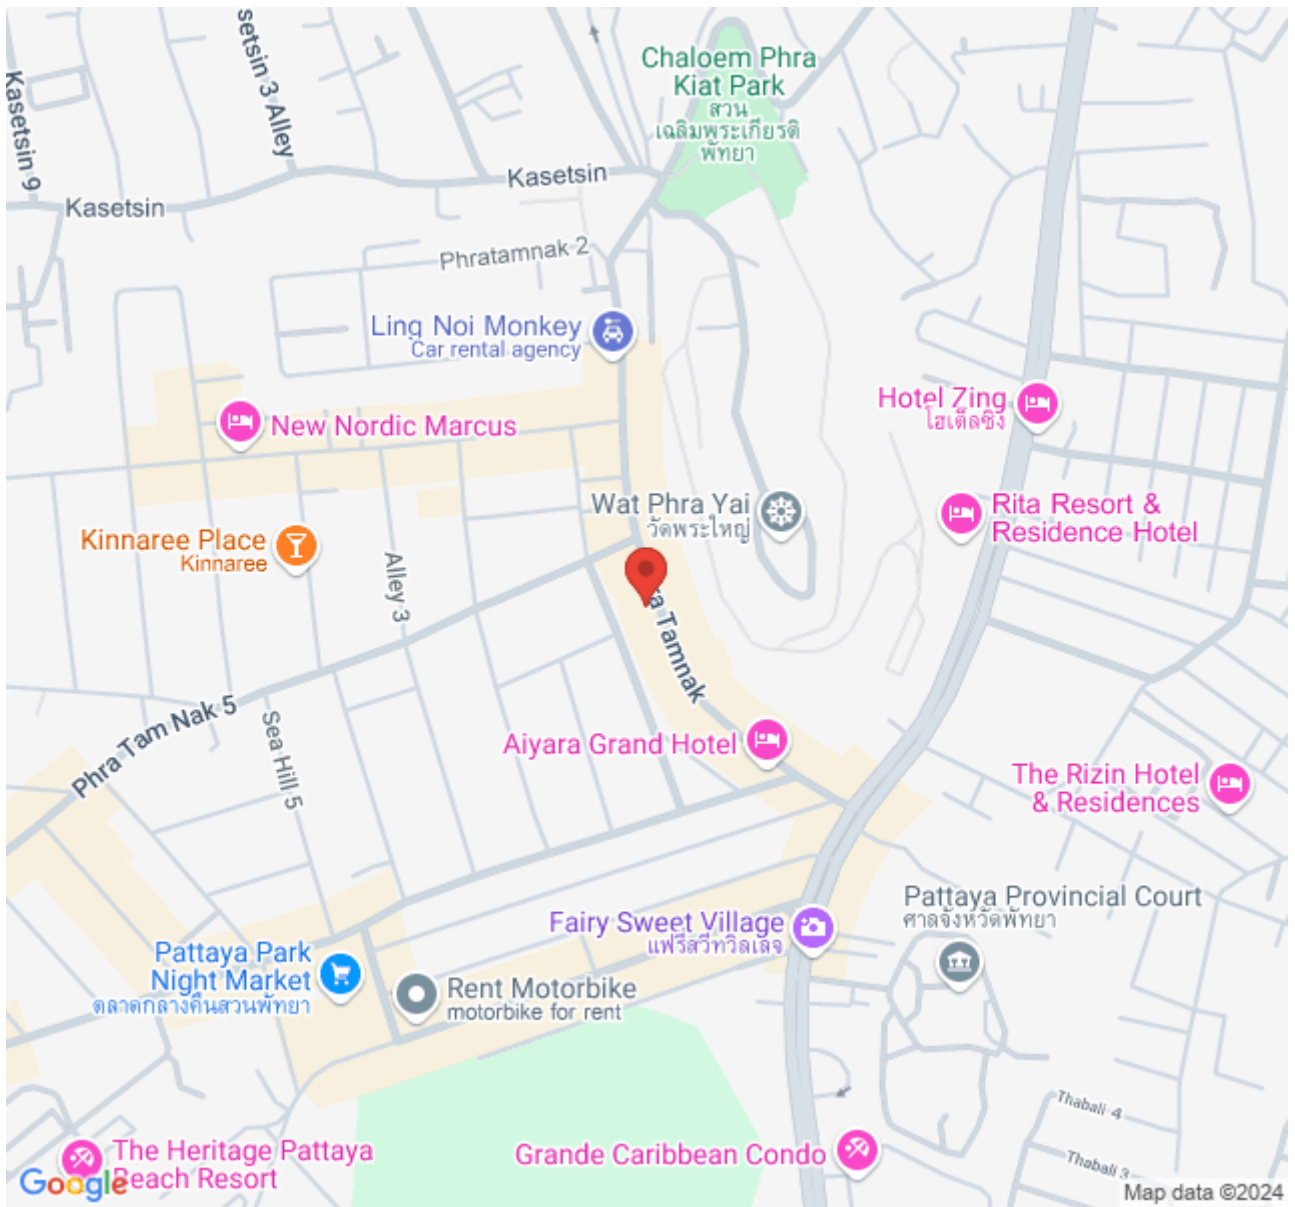 setsin 3 Alley
Kasetsin 9
Chaloem Phra
Kiat Park
สวน
เฉลิมพระเกียรติ
พัทยา
Kasetsin
Kasetsin
Phratamnak 2
Ling Noi Monkey
Car rental agency
New Nordic Marcus
Hotel Zing
โฮเต็ลซิง
Wat Phra Yai
วัดพระใหญ่
Rita Resort &
Residence Hotel
Kinnaree Place
Kinnaree
Alley 3
ra Tamnak
Phra Tam Nak 5
Sea Hill 5
Aiyara Grand Hotel
The Rizin Hotel
& Residences
Pattaya Provincial Court
ศาลจังหวัดพัทยา
Fairy Sweet Village
แฟรี่สวีทวิลเลจ
Pattaya Park
Night Market
ตลาดกลางคืนสวนพัทยา
Rent Motorbike
motorbike for rent
Thabali 4
Thabali 3
The Heritage Pattaya
Beach Resort
Grande Caribbean Condo
Google
Map data ©2024